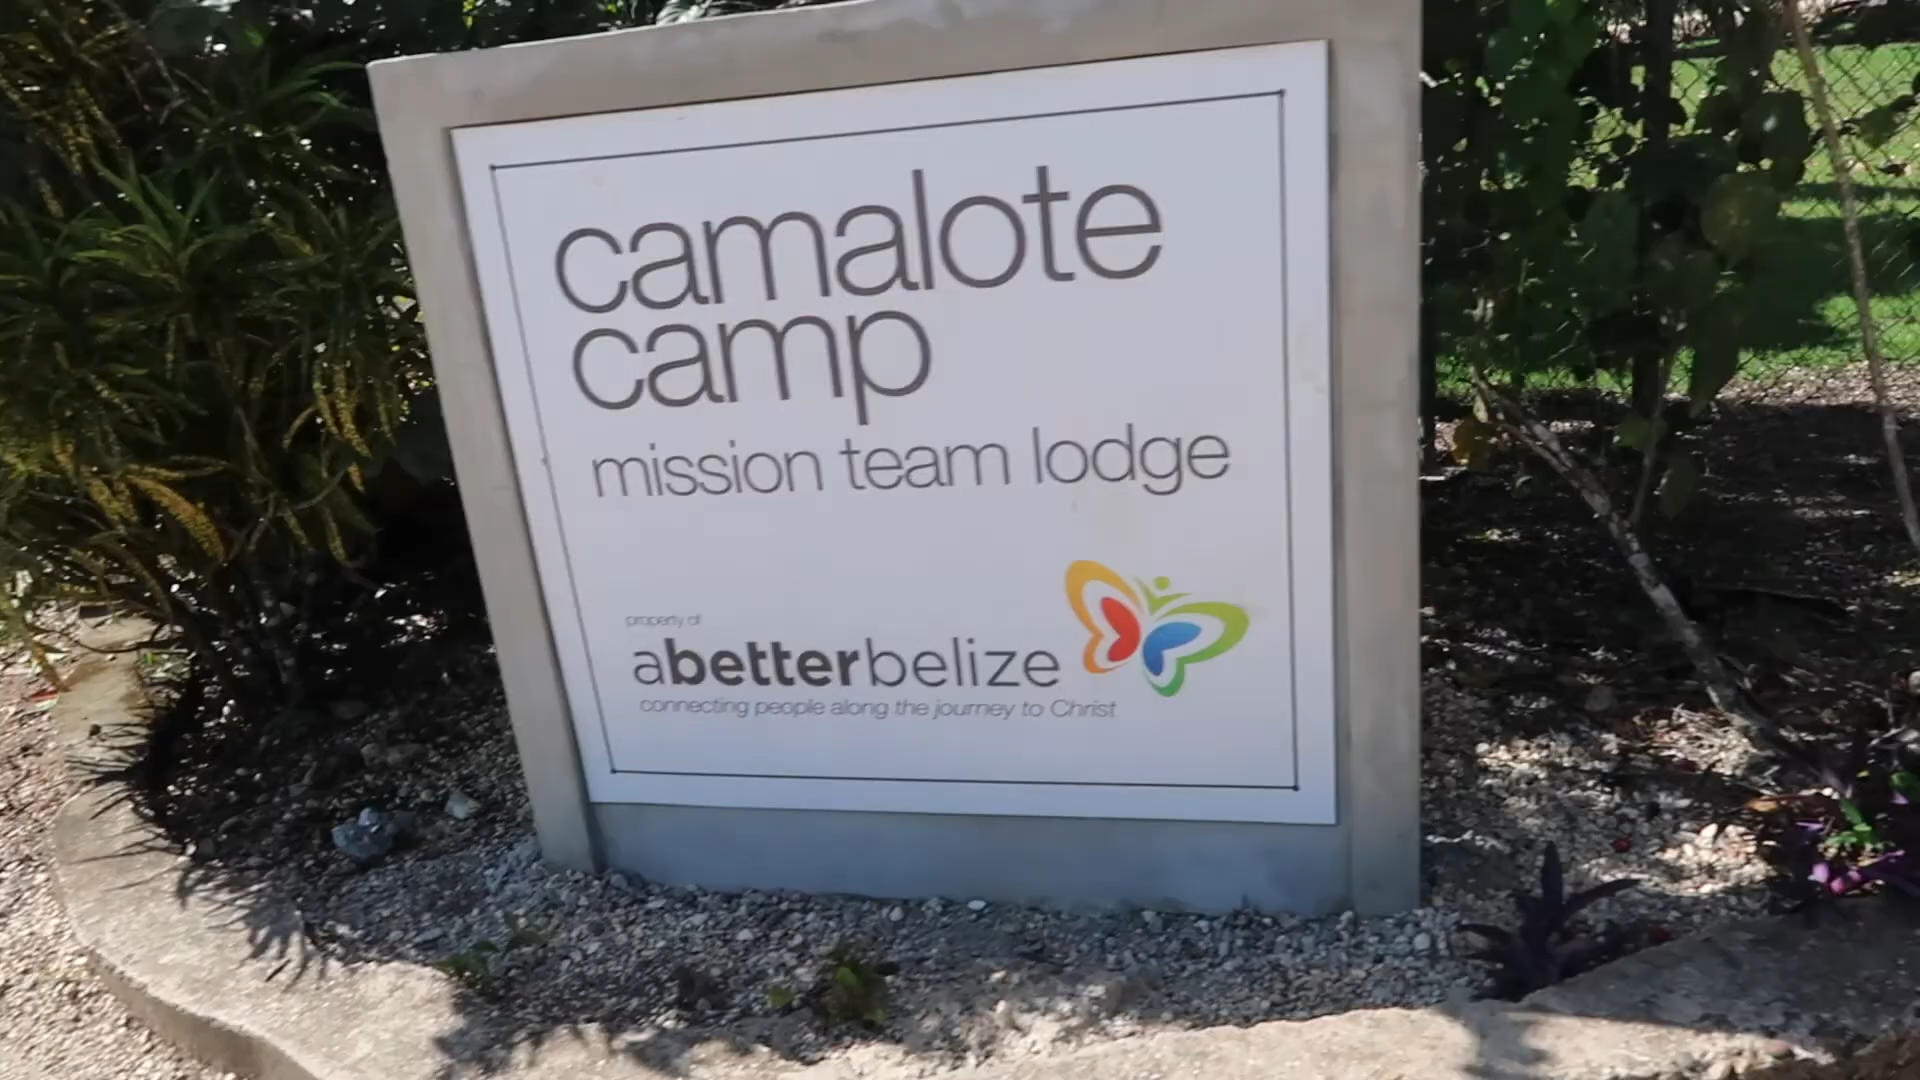 camalote
camp
mission team lodge
property of
abetterbelize
connecting people along the journey to Christ